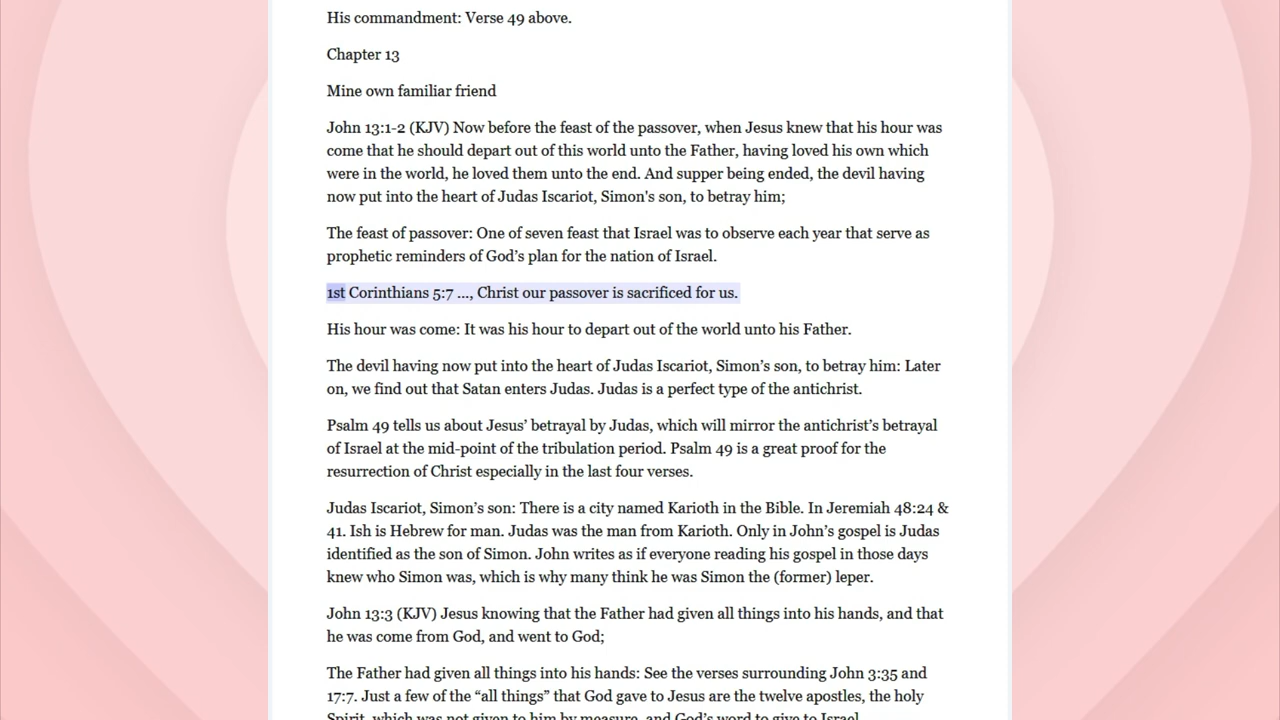 His commandment: Verse 49 above.
Chapter 13
Mine own familiar friend
John 13:1-2 (KJV) Now before the feast of the passover, when Jesus knew that his hour was
come that he should depart out of this world unto the Father, having loved his own which
were in the world, he loved them unto the end. And supper being ended, the devil having
now put into the heart of Judas Iscariot, Simon's son, to betray him;
The feast of passover: One of seven feast that Israel was to observe each year that serve as
prophetic reminders of God’s plan for the nation of Israel.
1st Corinthians 5:7 ..., Christ our passover is sacrificed for us.
His hour was come: It was his hour to depart out of the world unto his Father.
The devil having now put into the heart of Judas Iscariot, Simon’s son, to betray him: Later
on, we find out that Satan enters Judas. Judas is a perfect type of the antichrist.
Psalm 49 tells us about Jesus’ betrayal by Judas, which will mirror the antichrist’s betrayal
of Israel at the mid-point of the tribulation period. Psalm 49 is a great proof for the
resurrection of Christ especially in the last four verses.
Judas Iscariot, Simon’s son: There is a city named Karioth in the Bible. In Jeremiah 48:24 &
41. Ish is Hebrew for man. Judas was the man from Karioth. Only in John’s gospel is Judas
identified as the son of Simon. John writes as if everyone reading his gospel in those days
knew who Simon was, which is why many think he was Simon the (former) leper.
John 13:3 (KJV) Jesus knowing that the Father had given all things into his hands, and that
he was come from God, and went to God;
The Father had given all things into his hands: See the verses surrounding John 3:35 and
17:7. Just a few of the “all things” that God gave to Jesus are the twelve apostles, the holy
Spirit, which was not given to him by measure, and God’s word to give to Israel.